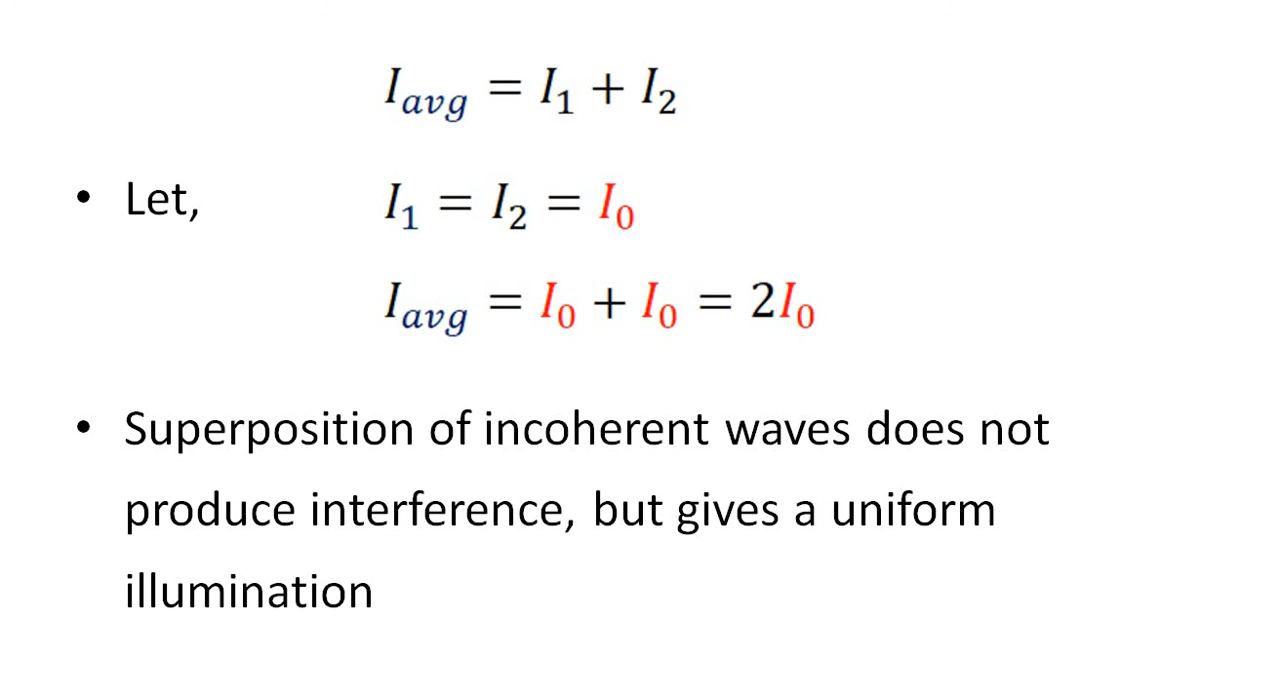 I_avg = I_1 + I_2
• Let, I_1 = I_2 = I_0
I_avg = I_0 + I_0 = 2I_0
• Superposition of incoherent waves does not
produce interference, but gives a uniform
illumination